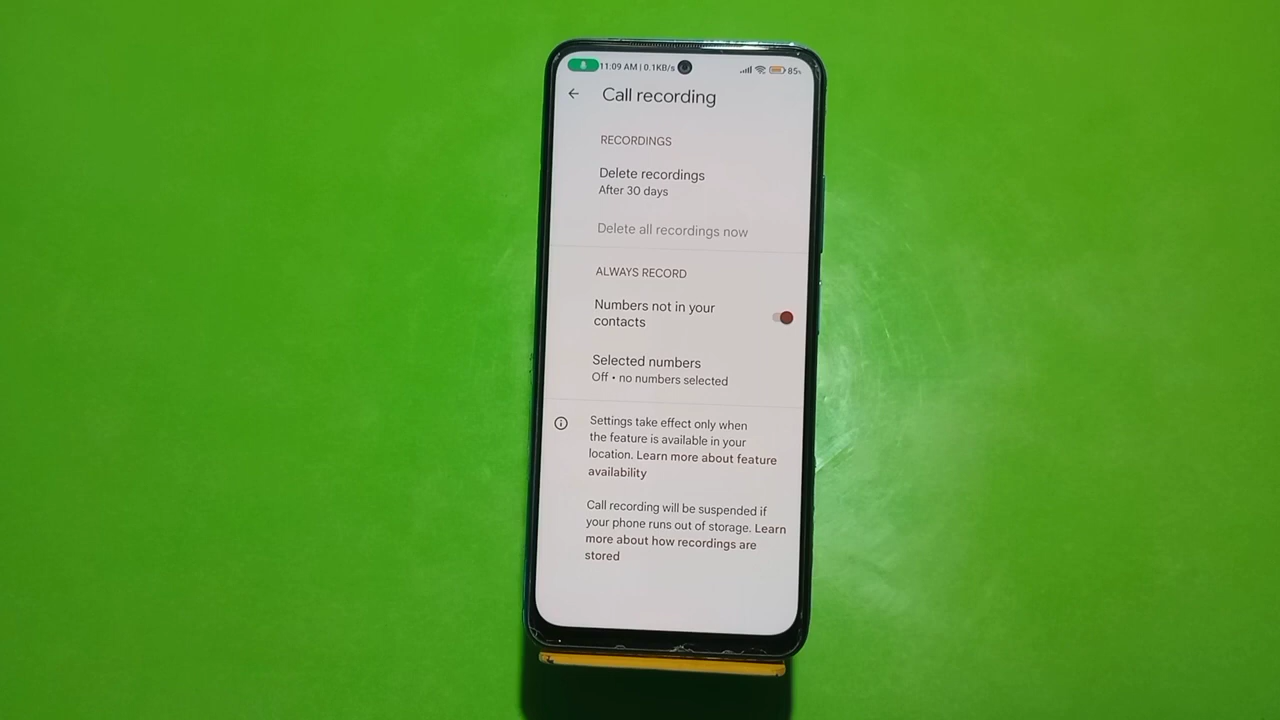 11:09 AM | 0.1KB/s 85%
Call recording
RECORDINGS
Delete recordings
After 30 days
Delete all recordings now
ALWAYS RECORD
Numbers not in your
contacts
Selected numbers
Off • no numbers selected
Settings take effect only when
the feature is available in your
location. Learn more about feature
availability
Call recording will be suspended if
your phone runs out of storage. Learn
more about how recordings are
stored